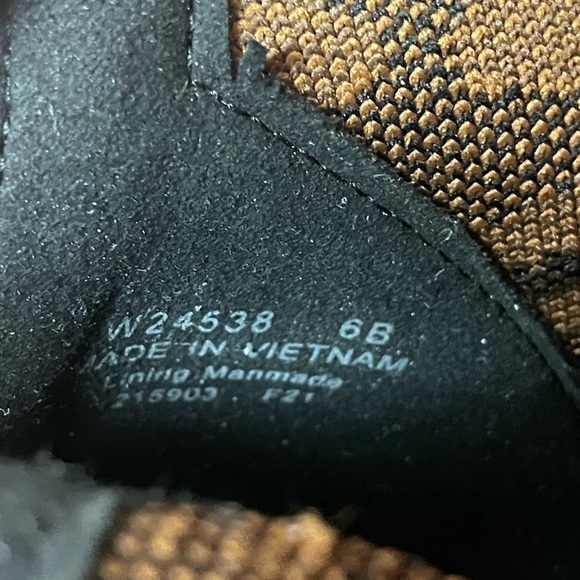 W24538 6B
MADE IN VIETNAM
Lining Manmade
215903 F21